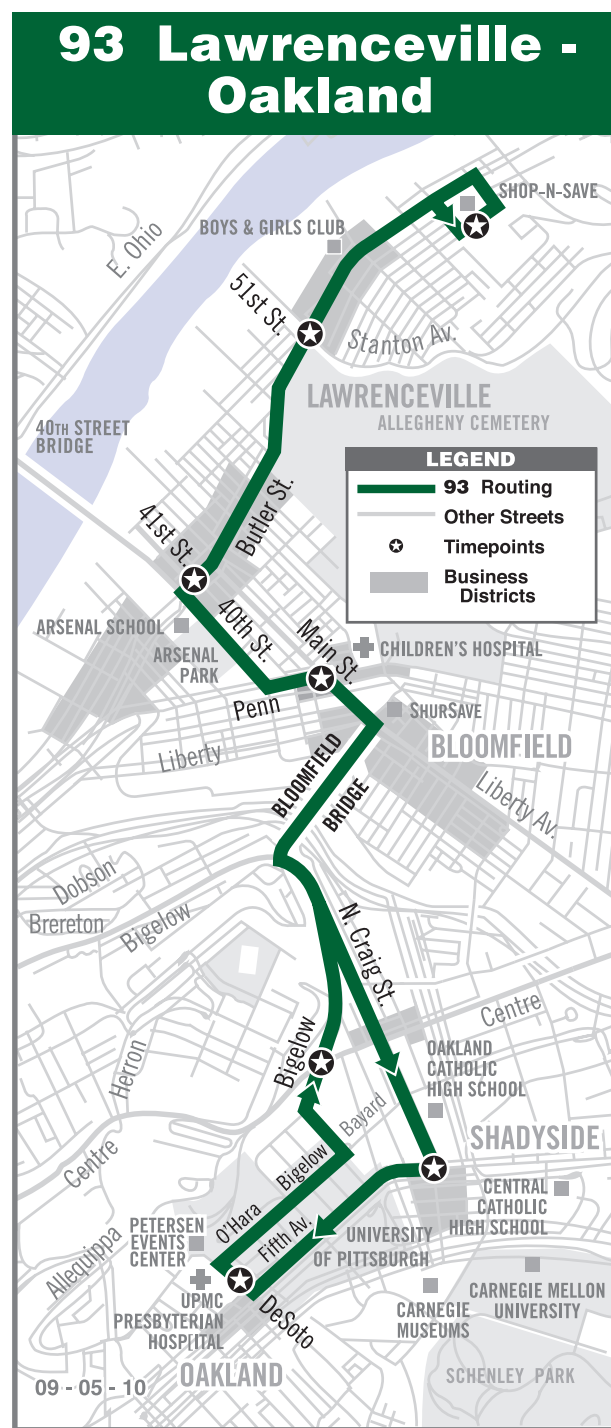 93 Lawrenceville -
Oakland
SHOP-N-SAVE
BOYS & GIRLS CLUB
E. Ohio
51st St.
Stanton Av.
LAWRENCEVILLE
ALLEGHENY CEMETERY
40TH STREET
BRIDGE
LEGEND
93 Routing
Other Streets
Timepoints
Business
Districts
Butler St.
41st St.
40th St.
ARSENAL SCHOOL
ARSENAL
PARK
Main St.
CHILDREN'S HOSPITAL
Penn
SHURSAVE
Liberty
BLOOMFIELD
BLOOMFIELD
BRIDGE
Liberty Av.
Dobson
Brereton
Bigelow
N. Craig St.
Centre
Herron
Bigelow
OAKLAND
CATHOLIC
HIGH SCHOOL
Bayard
SHADYSIDE
Centre
Bigelow
O'Hara
Fifth Av.
CENTRAL
CATHOLIC
HIGH SCHOOL
PETERSEN
EVENTS
CENTER
UNIVERSITY
OF PITTSBURGH
Allequippa
UPMC
PRESBYTERIAN
HOSPITAL
DeSoto
CARNEGIE
MUSEUMS
CARNEGIE MELLON
UNIVERSITY
OAKLAND
SCHENLEY PARK
09 - 05 - 10